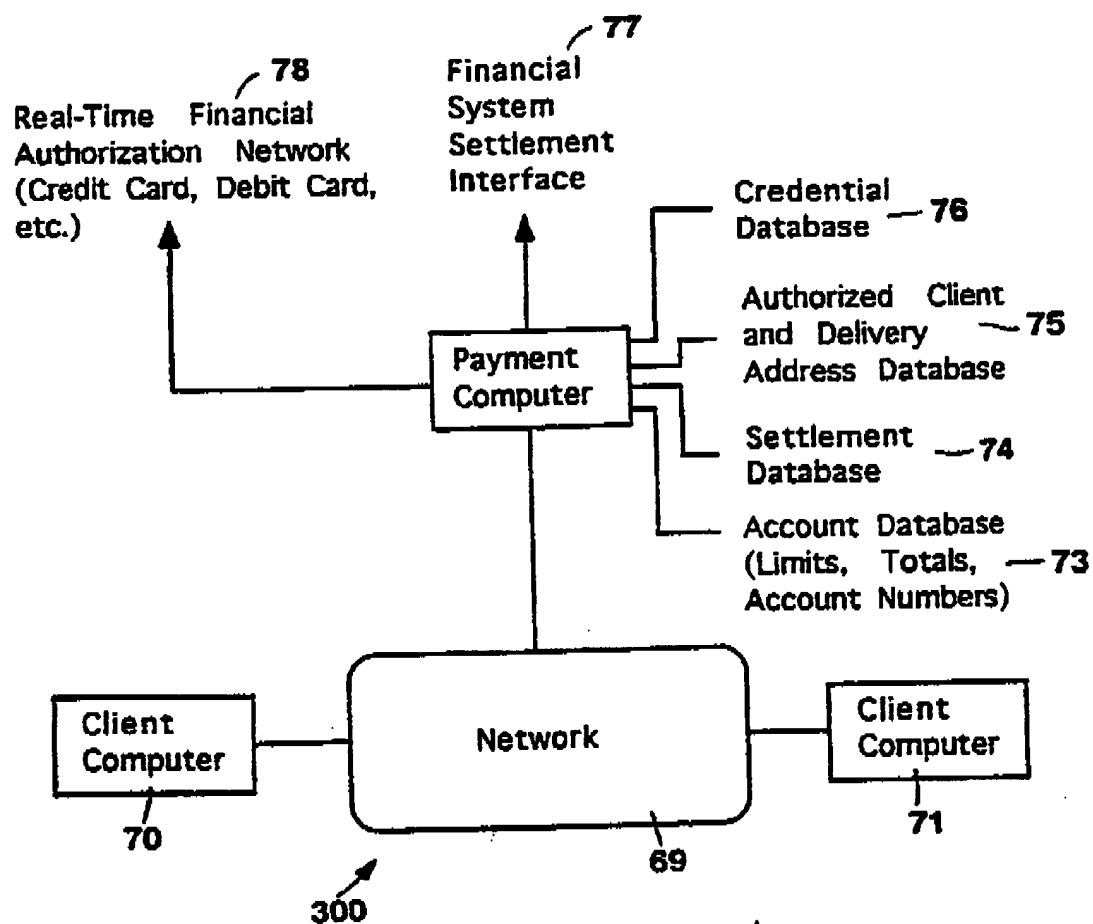 77
78
Financial
System
Settlement
Interface
Real-Time Financial
Authorization Network
(Credit Card, Debit Card,
etc.)
Credential
Database
76
Authorized Client
and Delivery
Address Database
75
Payment
Computer
Settlement
Database
74
Account Database
(Limits, Totals,
Account Numbers)
73
Client
Computer
70
Network
69
Client
Computer
71
300